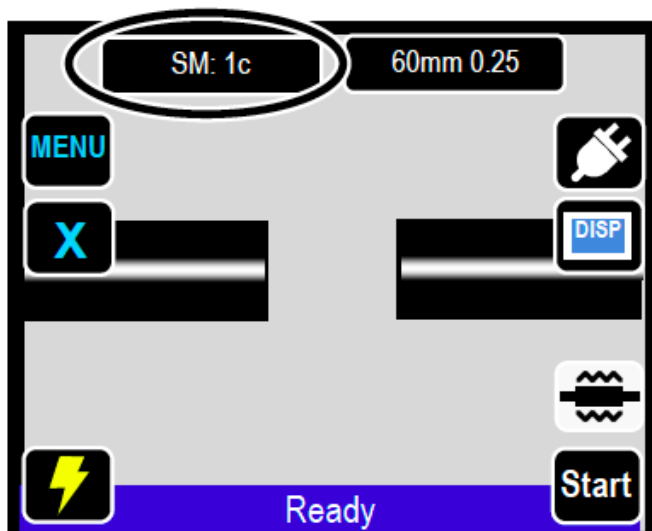 SM: 1c
60mm 0.25
MENU
X
DISP
Start
Ready